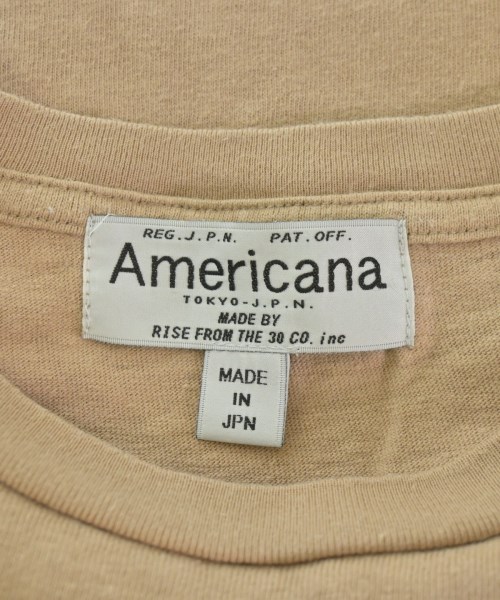 REG.J.P.N. PAT.OFF.
Americana
TOKYO-J.P.N.
MADE BY
RISE FROM THE 30 CO. inc
MADE
IN
JPN